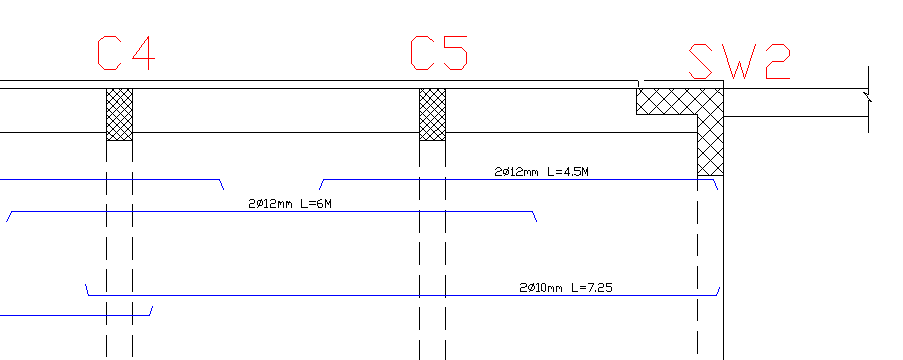 C4
C5
SW2
2Ø12mm L=4.5M
2Ø12mm L=6M
2Ø10mm L=7.25